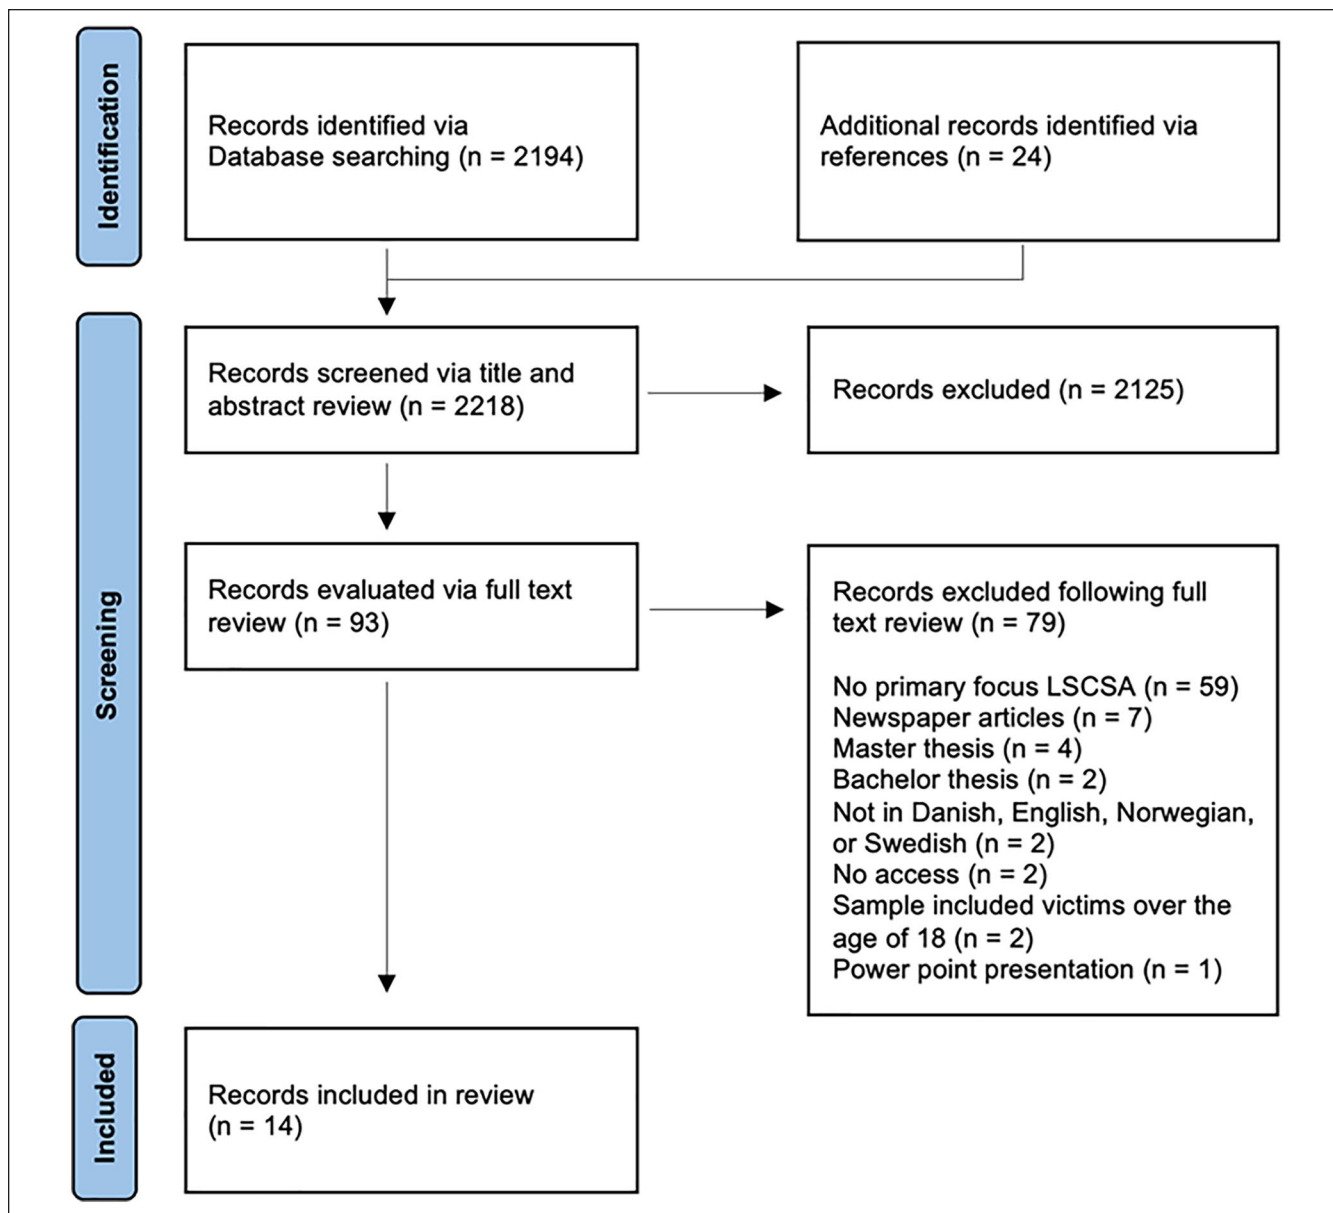 Identification
Records identified via
Database searching (n = 2194)
Additional records identified via
references (n = 24)
Screening
Records screened via title and
abstract review (n = 2218)
Records excluded (n = 2125)
Records evaluated via full text
review (n = 93)
Records excluded following full
text review (n = 79)
No primary focus LSCSA (n = 59)
Newspaper articles (n = 7)
Master thesis (n = 4)
Bachelor thesis (n = 2)
Not in Danish, English, Norwegian,
or Swedish (n = 2)
No access (n = 2)
Sample included victims over the
age of 18 (n = 2)
Power point presentation (n = 1)
Included
Records included in review
(n = 14)